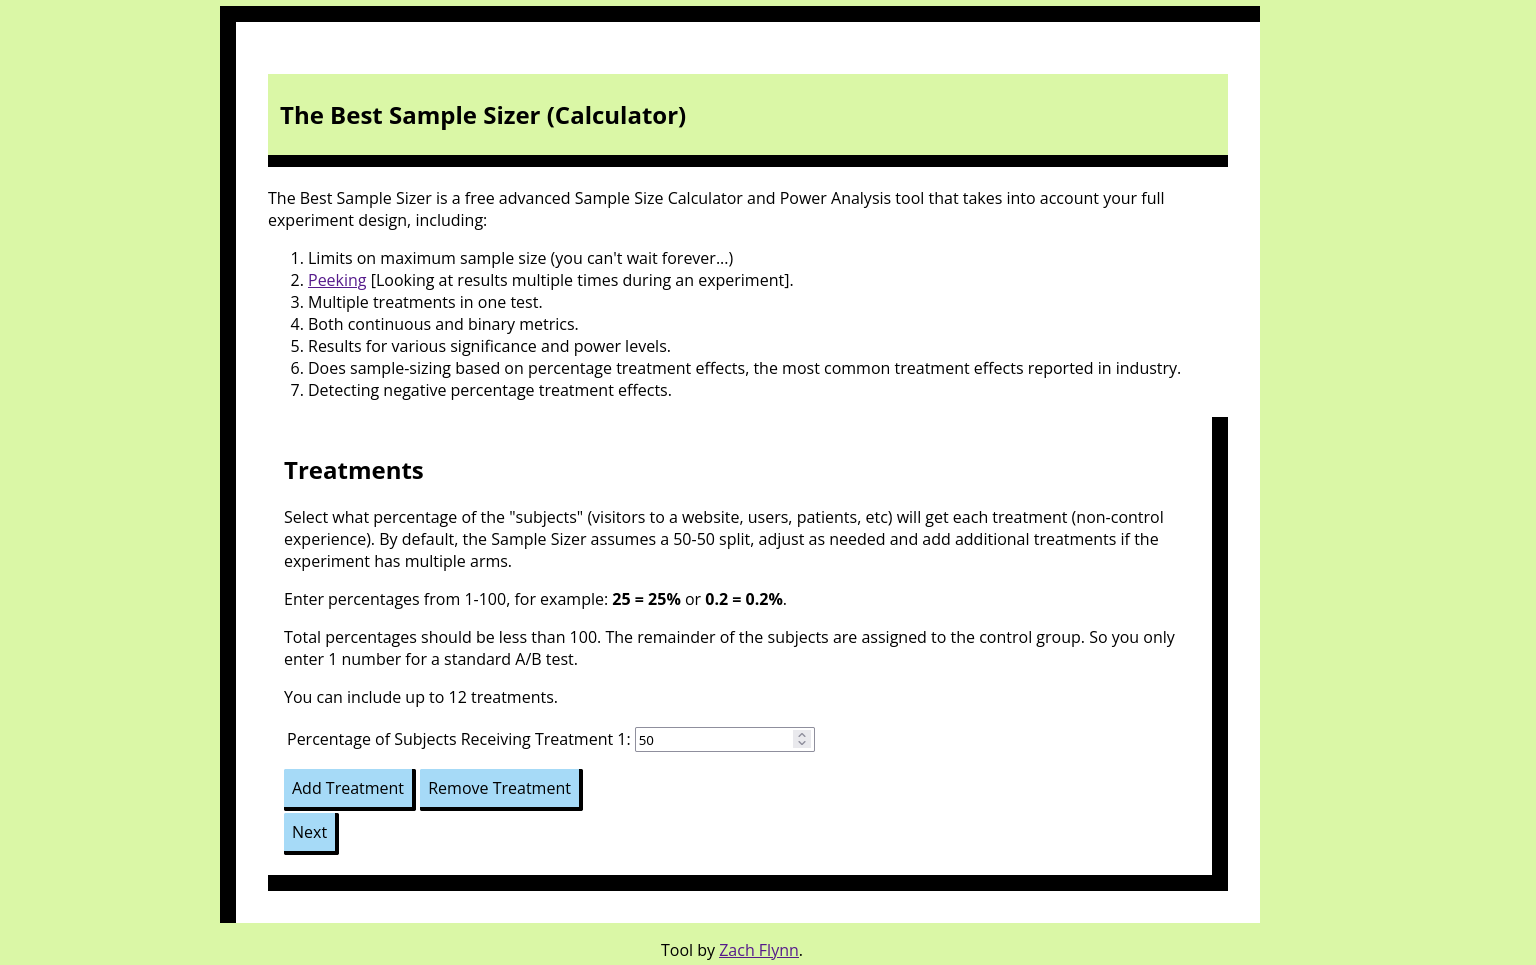 The Best Sample Sizer (Calculator)
The Best Sample Sizer is a free advanced Sample Size Calculator and Power Analysis tool that takes into account your full
experiment design, including:
1. Limits on maximum sample size (you can't wait forever...)
2. Peeking [Looking at results multiple times during an experiment].
3. Multiple treatments in one test.
4. Both continuous and binary metrics.
5. Results for various significance and power levels.
6. Does sample-sizing based on percentage treatment effects, the most common treatment effects reported in industry.
7. Detecting negative percentage treatment effects.
Treatments
Select what percentage of the "subjects" (visitors to a website, users, patients, etc) will get each treatment (non-control
experience). By default, the Sample Sizer assumes a 50-50 split, adjust as needed and add additional treatments if the
experiment has multiple arms.
Enter percentages from 1-100, for example: 25 = 25% or 0.2 = 0.2%.
Total percentages should be less than 100. The remainder of the subjects are assigned to the control group. So you only
enter 1 number for a standard A/B test.
You can include up to 12 treatments.
Percentage of Subjects Receiving Treatment 1: 50
Add Treatment Remove Treatment
Next
Tool by Zach Flynn.